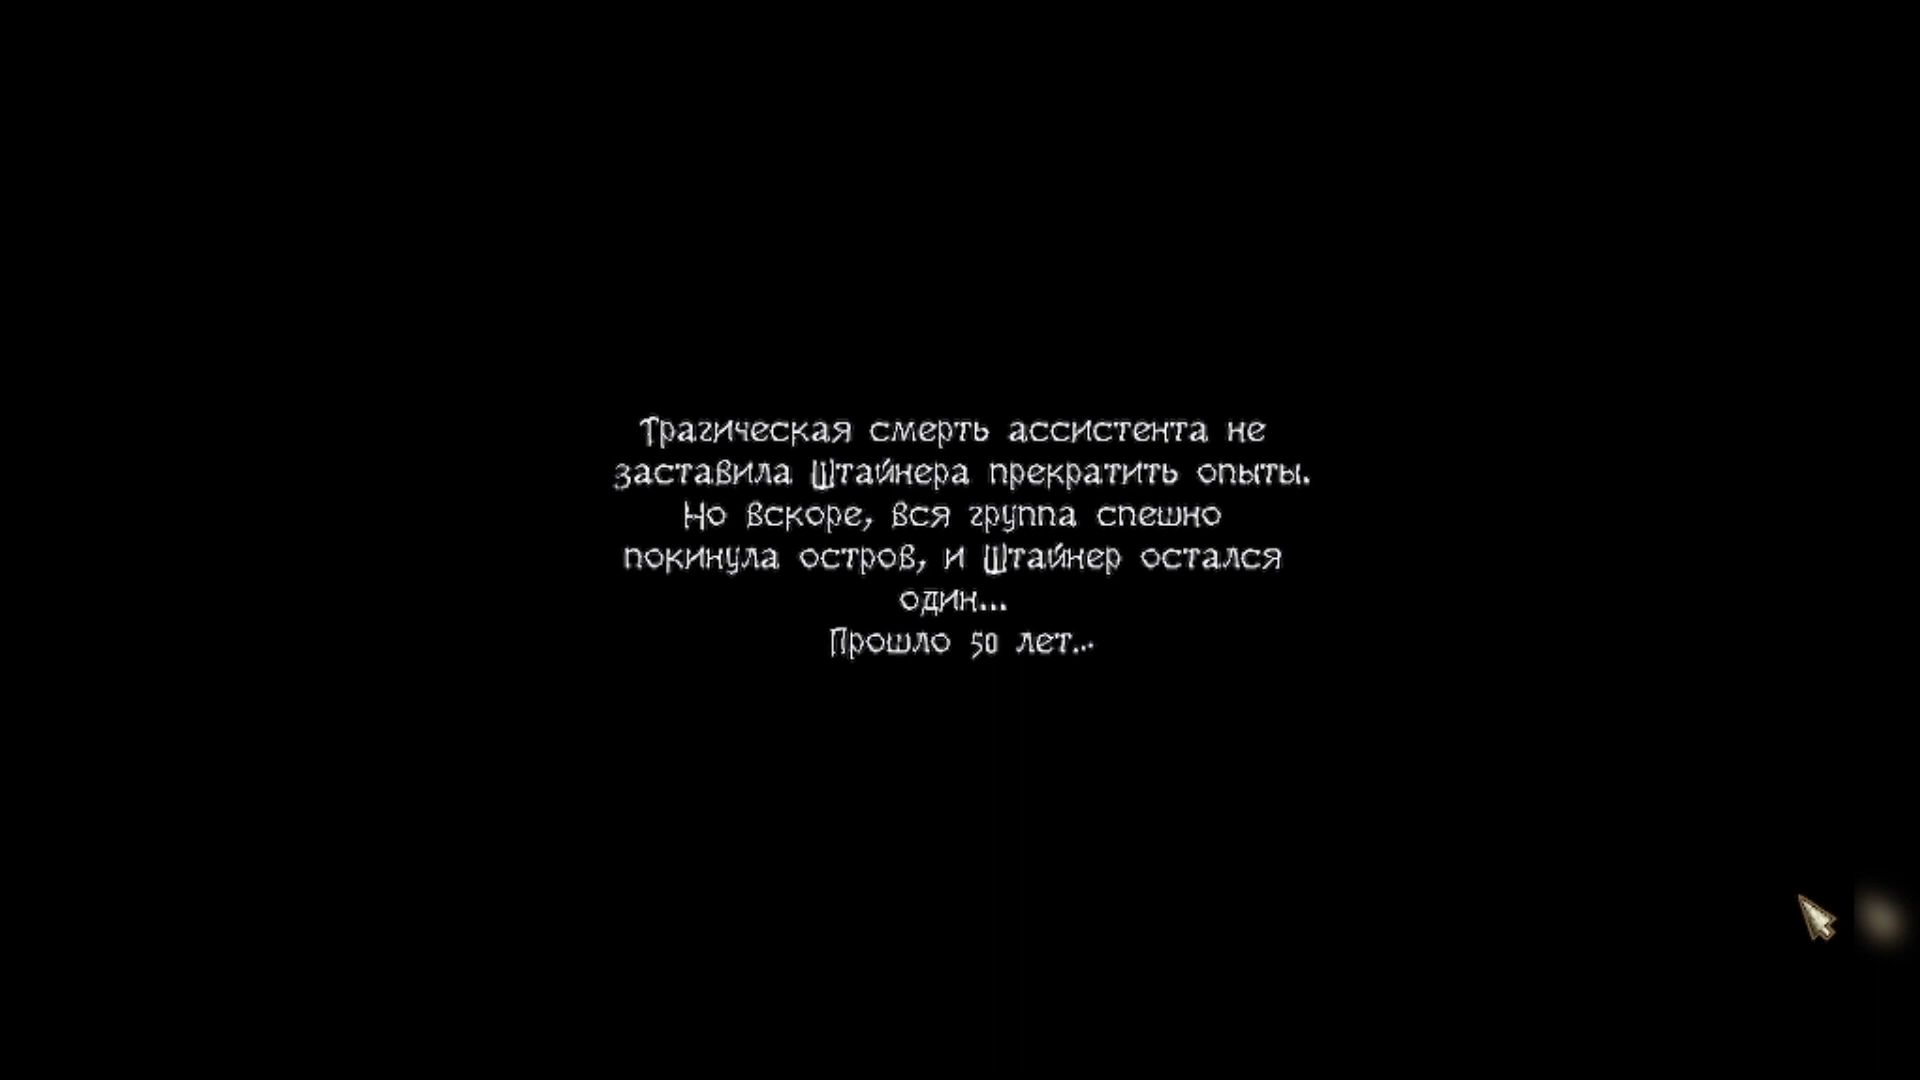 Трагическая смерть ассистента не
заставила Штайнера прекратить опыты.
Но вскоре, вся группа спешно
покинула остров, и Штайнер остался
один...
Прошло 50 лет...